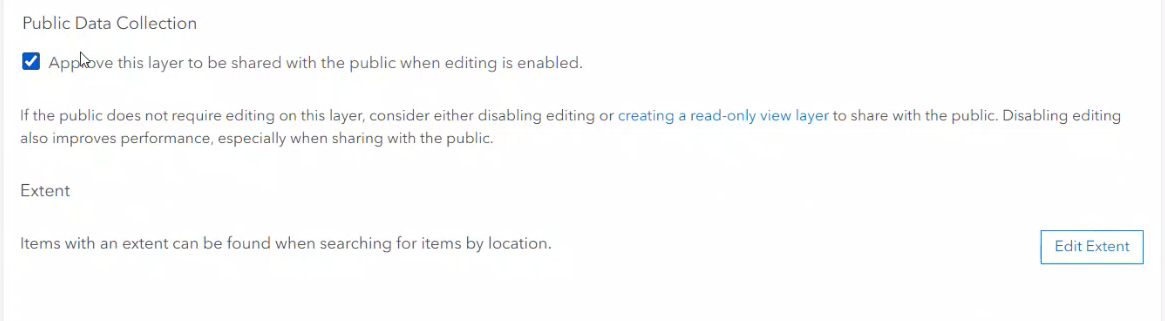 Public Data Collection
Approve this layer to be shared with the public when editing is enabled.
If the public does not require editing on this layer, consider either disabling editing or creating a read-only view layer to share with the public. Disabling editing
also improves performance, especially when sharing with the public.
Extent
Items with an extent can be found when searching for items by location.
Edit Extent